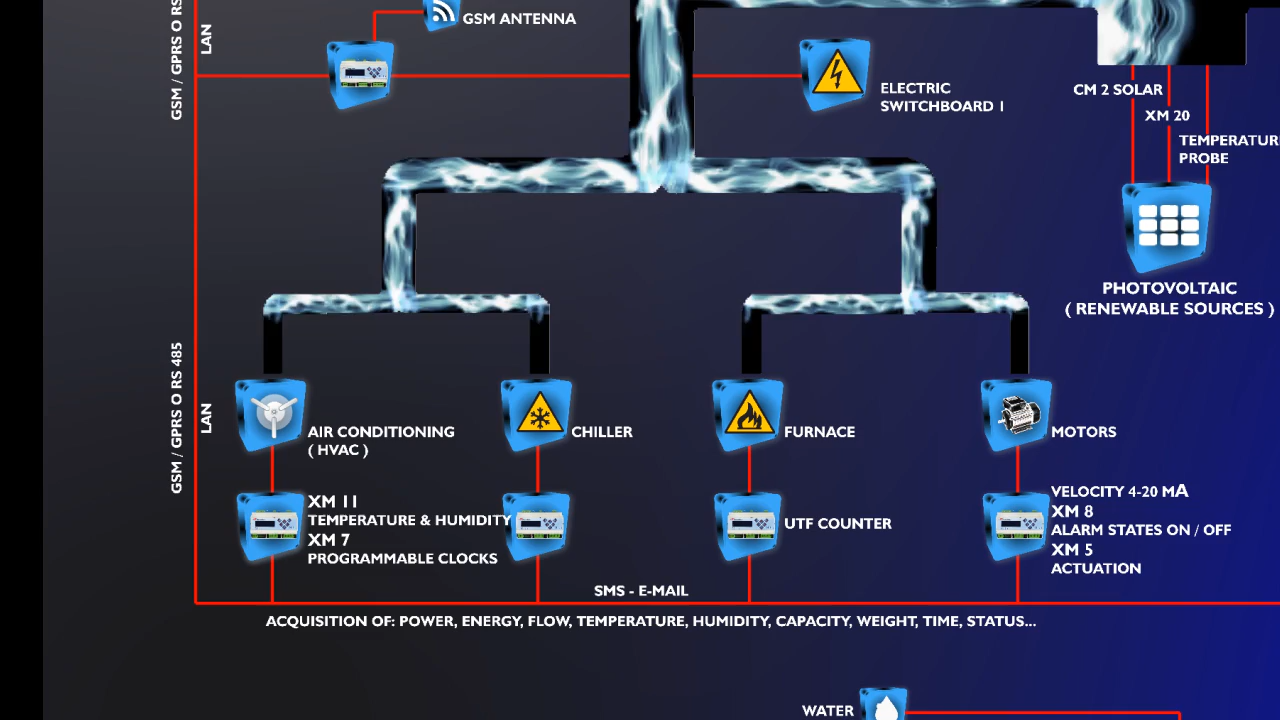 GSM / GPRS O RS
LAN
GSM ANTENNA
ELECTRIC
SWITCHBOARD 1
CM 2 SOLAR
XM 20
PROBE
PHOTOVOLTAIC
( RENEWABLE SOURCES )
GSM / GPRS O RS 485
LAN
AIR CONDITIONING
( HVAC )
CHILLER
FURNACE
MOTORS
XM 11
TEMPERATURE & HUMIDITY
XM 7
PROGRAMMABLE CLOCKS
UTF COUNTER
VELOCITY 4-20 MA
XM 8
ALARM STATES ON / OFF
XM 5
ACTUATION
SMS - E-MAIL
ACQUISITION OF: POWER, ENERGY, FLOW, TEMPERATURE, HUMIDITY, CAPACITY, WEIGHT, TIME, STATUS...
WATER